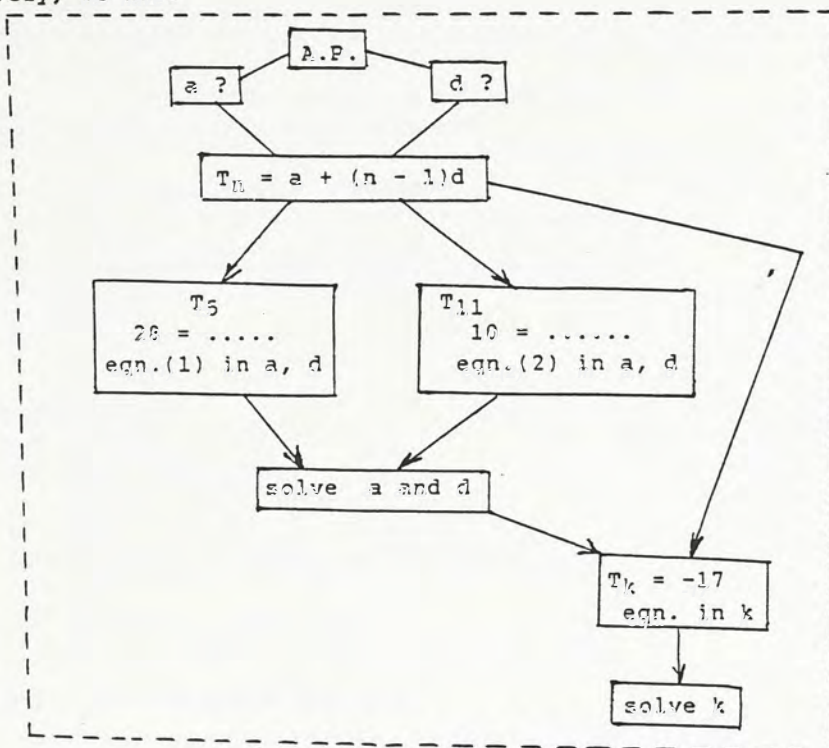 A.P.
a ?
d ?
Tn = a + (n - 1)d
T5
28 = .....
eqn.(1) in a, d
T11
10 = ......
eqn.(2) in a, d
solve a and d
Tk = -17
eqn. in k
solve k